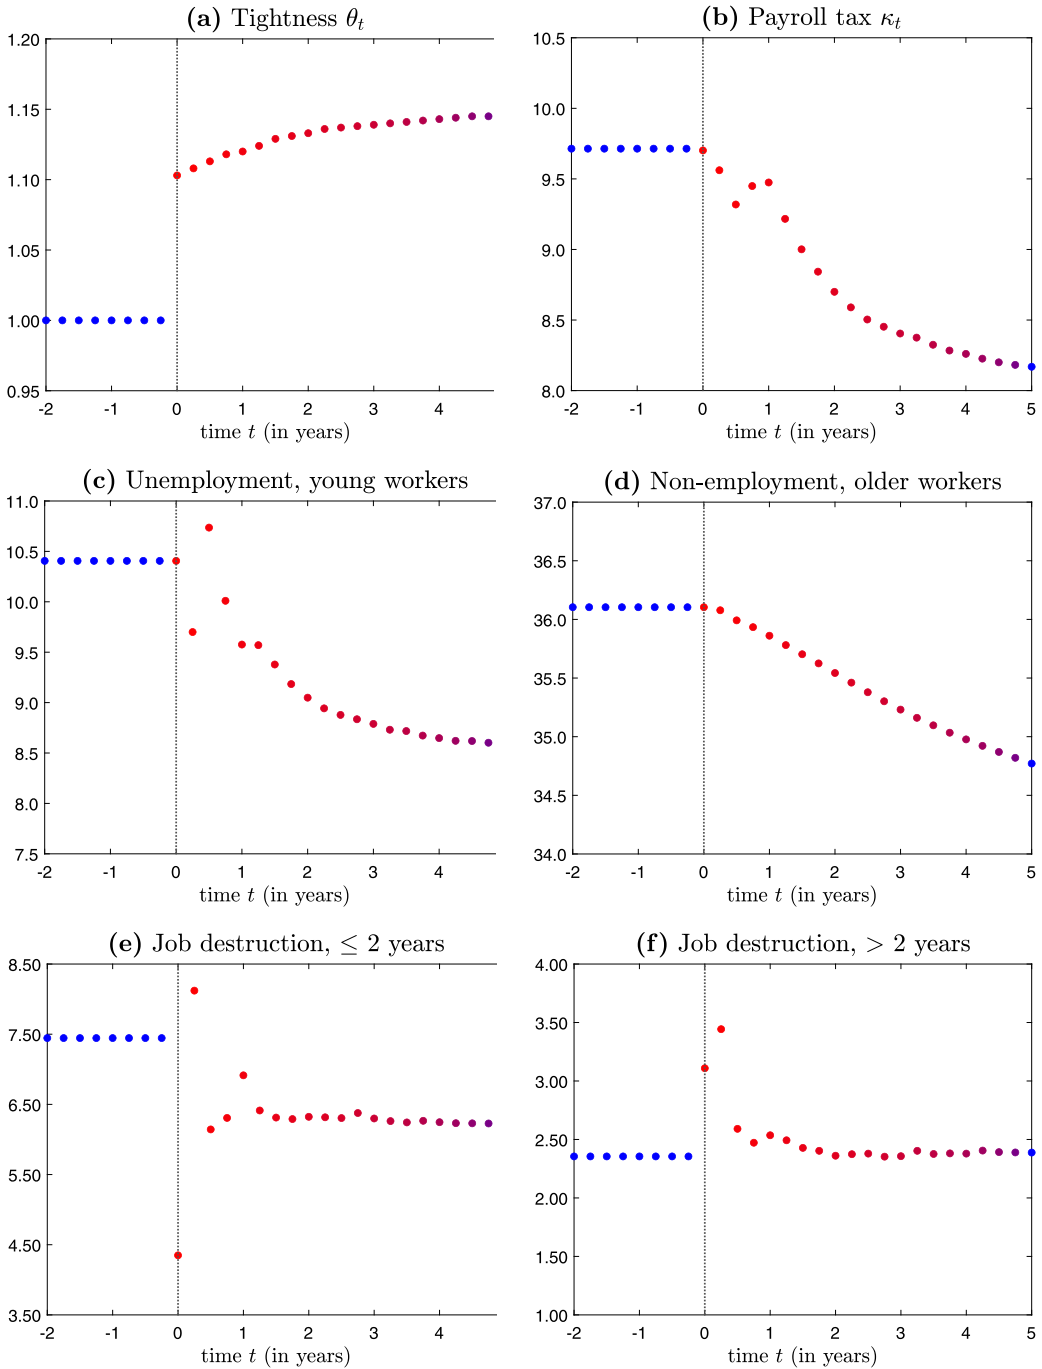 (a) Tightness θt
1.20
1.15
1.10
1.05
1.00
0.95
-2 -1 0 1 2 3 4
time t (in years)
(b) Payroll tax κt
10.5
10.0
9.5
9.0
8.5
8.0
-2 -1 0 1 2 3 4 5
time t (in years)
(c) Unemployment, young workers
11.0
10.5
10.0
9.5
9.0
8.5
8.0
7.5
-2 -1 0 1 2 3 4
time t (in years)
(d) Non-employment, older workers
37.0
36.5
36.0
35.5
35.0
34.5
34.0
-2 -1 0 1 2 3 4 5
time t (in years)
(e) Job destruction, ≤ 2 years
8.50
7.50
6.50
5.50
4.50
3.50
-2 -1 0 1 2 3 4
time t (in years)
(f) Job destruction, > 2 years
4.00
3.50
3.00
2.50
2.00
1.50
1.00
-2 -1 0 1 2 3 4 5
time t (in years)